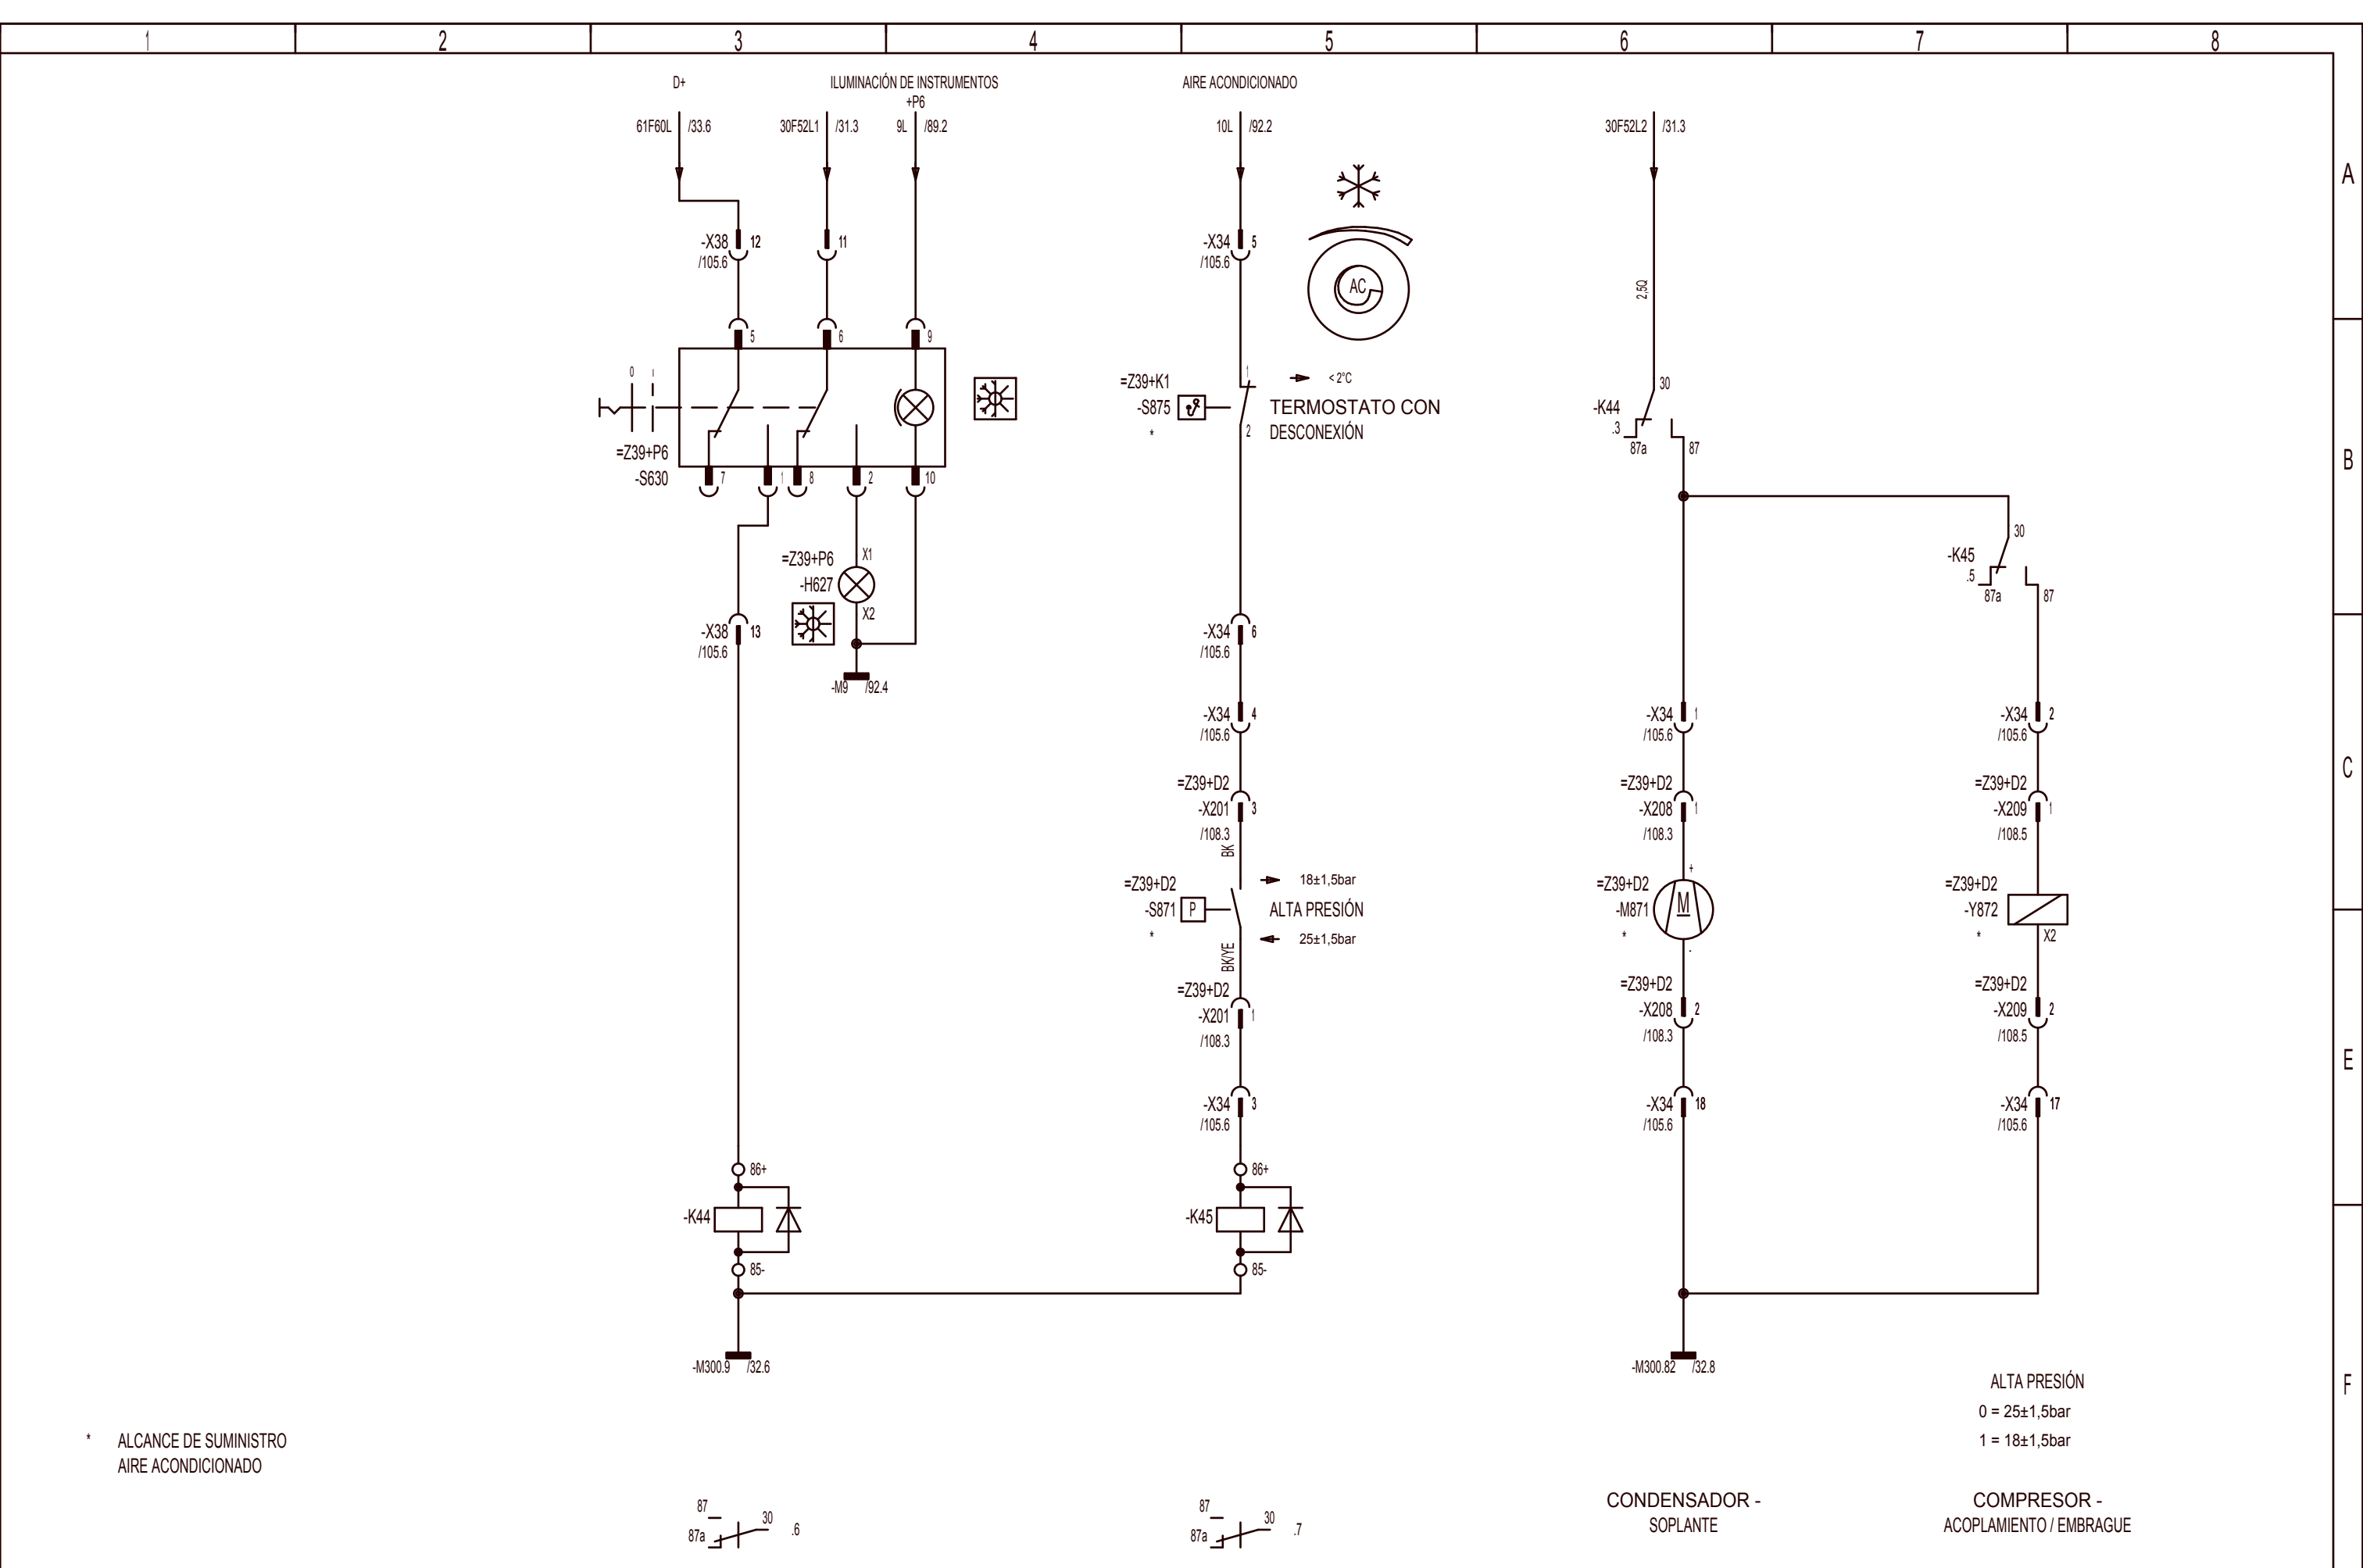 1 2 3 4 5 6 7 8
D+ ILUMINACIÓN DE INSTRUMENTOS AIRE ACONDICIONADO
+P6
61F60L /33.6 30F52L1 /31.3 9L /89.2 10L /92.2 30F52L2 /31.3
A
-X38 12 11 -X34 5
/105.6 /105.6
AC
2,5Q
5 6 9
0 I 1 < 2°C 30
=Z39+K1
-S875 TERMOSTATO CON -K44
* 2 DESCONEXIÓN .3
87a 87
=Z39+P6
-S630 7 1 8 2 10
B
30
-K45
.5
87a 87
=Z39+P6 X1
-H627
X2
-X38 13 -X34 6
/105.6 /105.6
-M9 /92.4
-X34 4 -X34 1 -X34 2
/105.6 /105.6 /105.6
C
=Z39+D2 =Z39+D2 =Z39+D2
-X201 3 -X208 1 -X209 1
/108.3 /108.3 /108.5
BK
=Z39+D2 18±1,5bar =Z39+D2 + =Z39+D2
-S871 P ALTA PRESIÓN -M871 M -Y872
* 25±1,5bar * - * X2
BK/YE
=Z39+D2 =Z39+D2 =Z39+D2
-X201 1 -X208 2 -X209 2
/108.3 /108.3 /108.5
E
-X34 3 -X34 18 -X34 17
/105.6 /105.6 /105.6
86+ 86+
-K44 -K45
85- 85-
-M300.9 /32.6 -M300.82 /32.8
F
ALTA PRESIÓN
0 = 25±1,5bar
1 = 18±1,5bar
* ALCANCE DE SUMINISTRO
AIRE ACONDICIONADO
CONDENSADOR - COMPRESOR -
SOPLANTE ACOPLAMIENTO / EMBRAGUE
87 87
30 .6 30 .7
87a 87a